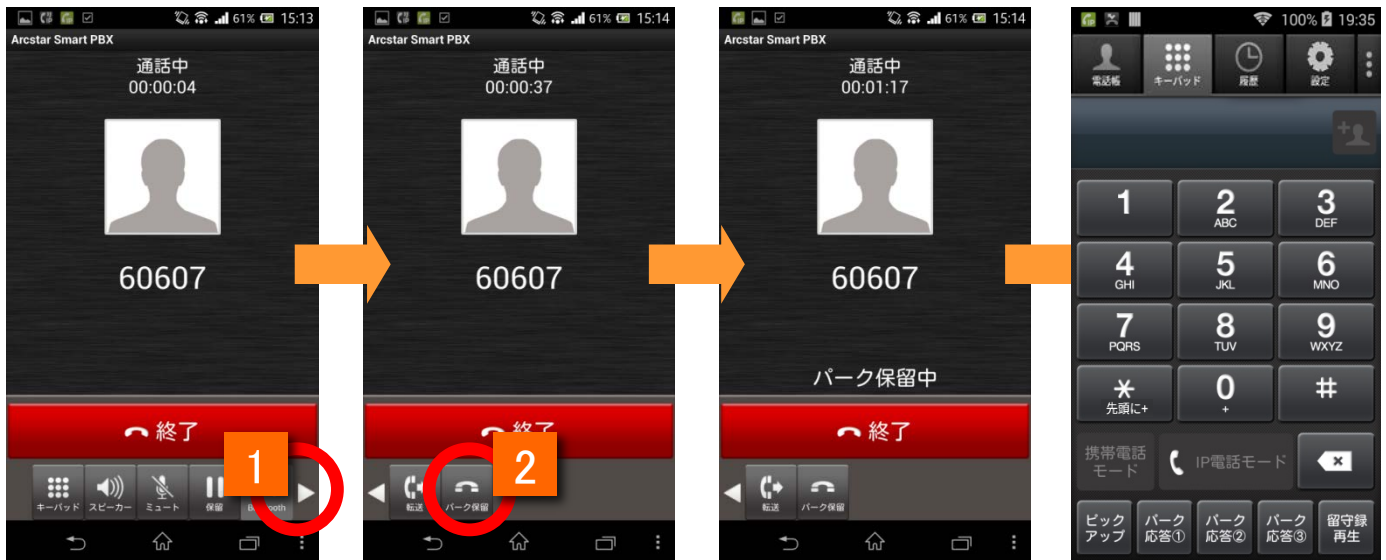 61% 15:13
Arcstar Smart PBX
通話中
00:00:04
60607
終了
1
キーパッド
スピーカー
ミュート
保留
61% 15:14
Arcstar Smart PBX
通話中
00:00:37
60607
終了
2
転送
パーク保留
61% 15:14
Arcstar Smart PBX
通話中
00:01:17
60607
パーク保留中
終了
転送
パーク保留
100% 19:35
電話帳
キーパッド
履歴
設定
1
2
ABC
3
DEF
4
GHI
5
JKL
6
MNO
7
PQRS
8
TUV
9
WXYZ
*
先頭に+
0
+
#
携帯電話
モード
IP電話モード
ピック
アップ
パーク
応答①
パーク
応答②
パーク
応答③
留守録
再生